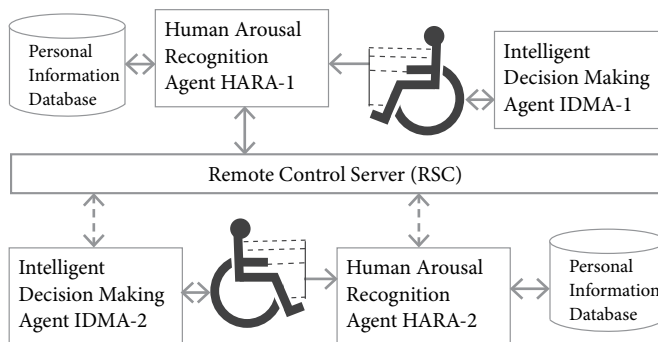 Personal
Information
Database
Human Arousal
Recognition
Agent HARA-1
Intelligent
Decision Making
Agent IDMA-1
Remote Control Server (RSC)
Intelligent
Decision Making
Agent IDMA-2
Human Arousal
Recognition
Agent HARA-2
Personal
Information
Database